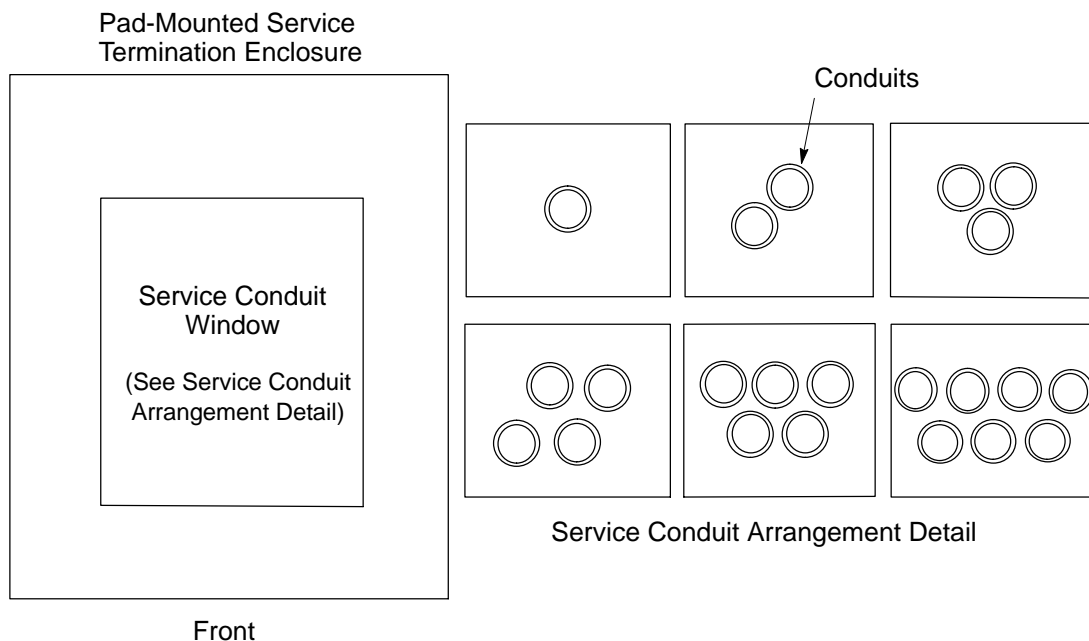 Pad-Mounted Service
Termination Enclosure
Conduits
Service Conduit
Window
(See Service Conduit
Arrangement Detail)
Service Conduit Arrangement Detail
Front